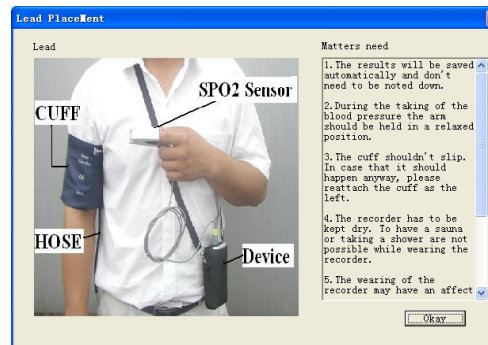 Lead PlaceMent
Lead
Matters need
SPO2 Sensor
CUFF
HOSE
Device
1.The results will be saved
automatically and don't
need to be noted down.
2.During the taking of the
blood pressure the arm
should be held in a relaxed
position.
3.The cuff shouldn't slip.
In case that it should
happen anyway, please
reattach the cuff as the
left.
4.The recorder has to be
kept dry. To have a sauna
or taking a shower are not
possible while wearing the
recorder.
5.The wearing of the
recorder may have an affect
Okay